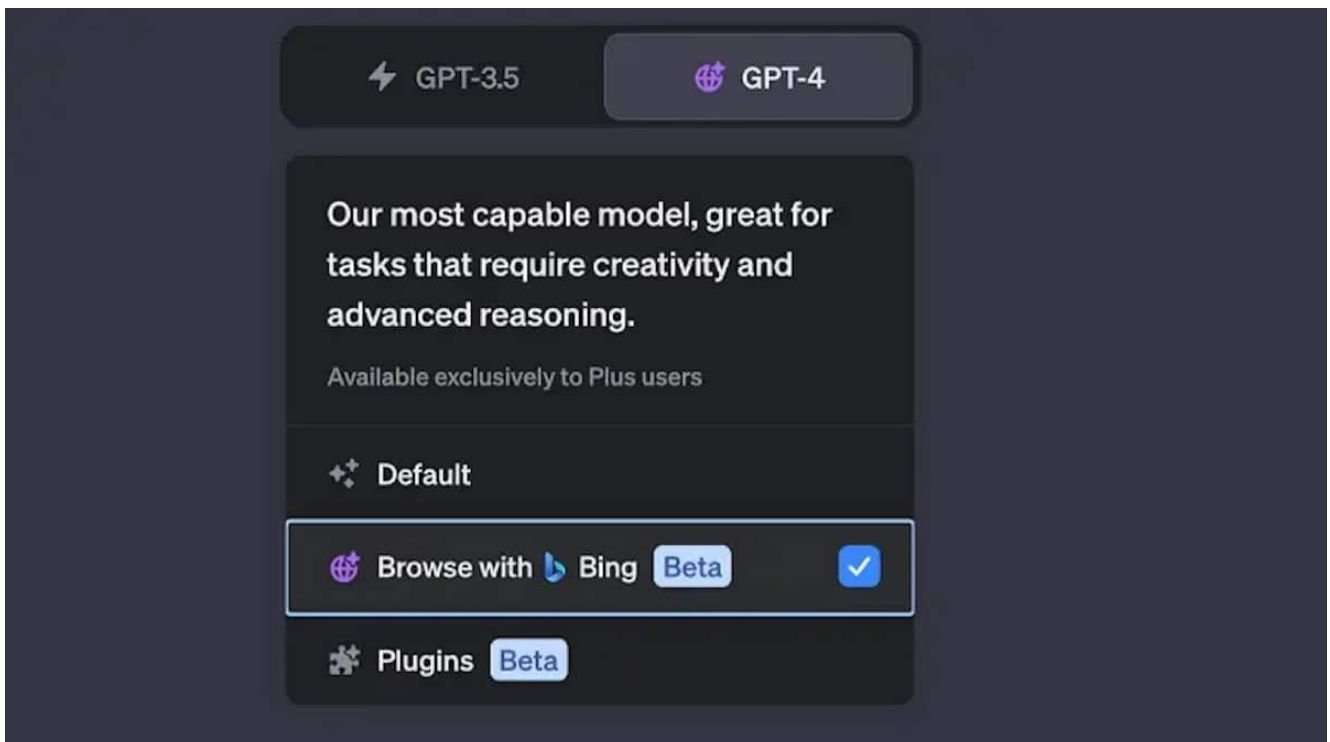 GPT-3.5
GPT-4
Our most capable model, great for
tasks that require creativity and
advanced reasoning.
Available exclusively to Plus users
Default
Browse with Bing Beta
Plugins Beta